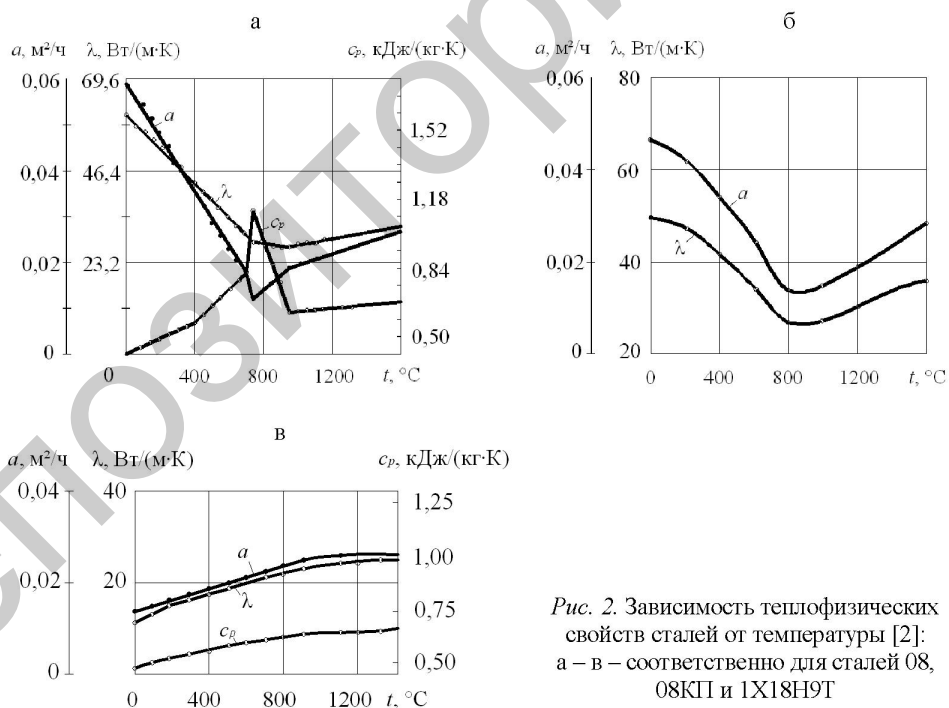 а
a, м²/ч λ, Вт/(м·К) cp, кДж/(кг·К)
0,06 69,6
1,52
0,04 46,4
1,18
0,02 23,2
0,84
0,50
0
0 400 800 1200 t, °C
a
λ
cp
б
a, м²/ч λ, Вт/(м·К)
0,06 80
0,04 60
0,02 40
0 20
0 400 800 1200 t, °C
a
λ
в
a, м²/ч λ, Вт/(м·К) cp, кДж/(кг·К)
0,04 40
1,25
1,00
0,02 20
0,75
0,50
0
0 400 800 1200 t, °C
a
λ
cp
Рис. 2. Зависимость теплофизических
свойств сталей от температуры [2]:
а – в – соответственно для сталей 08,
08КП и 1Х18Н9Т